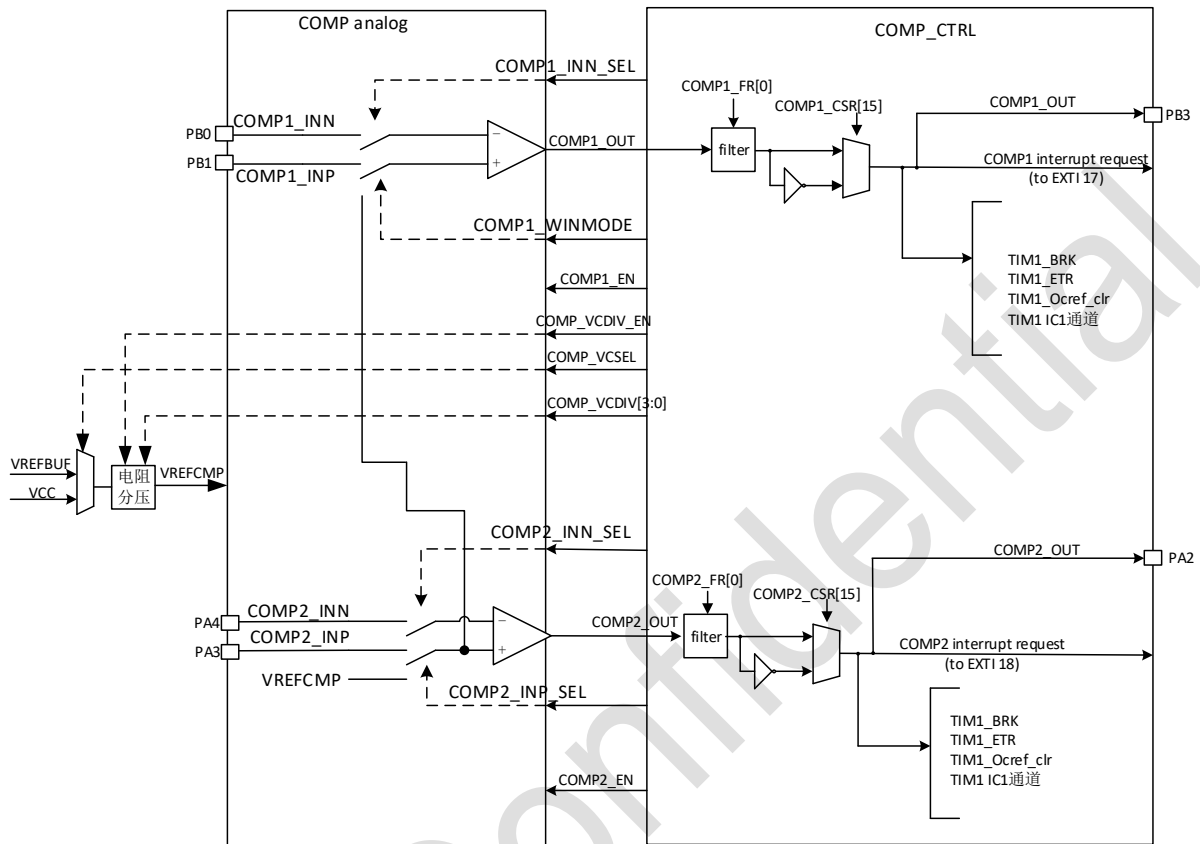 COMP analog
COMP_CTRL
COMP1_INN_SEL
COMP1_FR[0]
COMP1_CSR[15]
COMP1_OUT
PB3
PB0
COMP1_INN
PB1
COMP1_INP
−
+
COMP1_OUT
filter
COMP1 interrupt request
(to EXTI 17)
COMP1_WINMODE
COMP1_EN
TIM1_BRK
TIM1_ETR
TIM1_Ocref_clr
TIM1 IC1通道
COMP_VCDIV_EN
COMP_VCSEL
COMP_VCDIV[3:0]
VREFBUF
VCC
电阻
分压
VREFCMP
COMP2_INN_SEL
COMP2_FR[0]
COMP2_CSR[15]
COMP2_OUT
PA2
PA4
COMP2_INN
PA3
COMP2_INP
−
+
COMP2_OUT
filter
COMP2 interrupt request
(to EXTI 18)
VREFCMP
COMP2_INP_SEL
TIM1_BRK
TIM1_ETR
TIM1_Ocref_clr
TIM1 IC1通道
COMP2_EN
Confidential